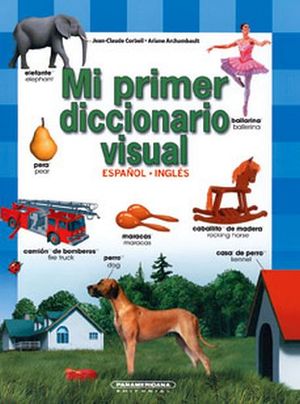 Jean-Claude Corbeil • Ariane Archambault
Mi primer
diccionario
visual
ESPAÑOL • INGLÉS
elefante
elephant
bailarina
ballerina
pera
pear
camión de bomberos
fire truck
maracas
maracas
caballito de madera
rocking horse
perro
dog
casa de perro
kennel
PANAMERICANA
EDITORIAL